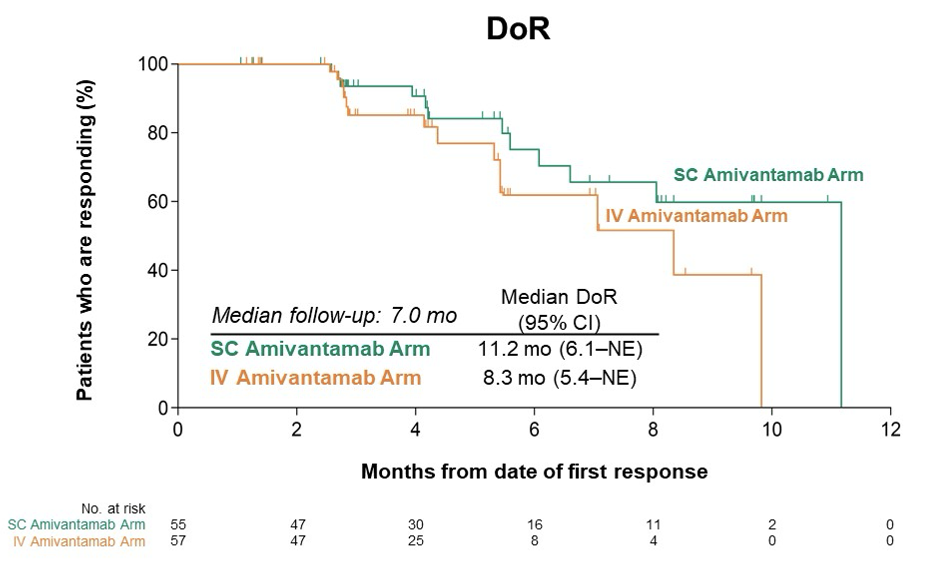 DoR
Patients who are responding (%)
100
80
60
40
20
0
SC Amivantamab Arm
IV Amivantamab Arm
Median follow-up: 7.0 mo
Median DoR
(95% CI)
SC Amivantamab Arm 11.2 mo (6.1–NE)
IV Amivantamab Arm 8.3 mo (5.4–NE)
0 2 4 6 8 10 12
Months from date of first response
No. at risk
SC Amivantamab Arm 55 47 30 16 11 2 0
IV Amivantamab Arm 57 47 25 8 4 0 0